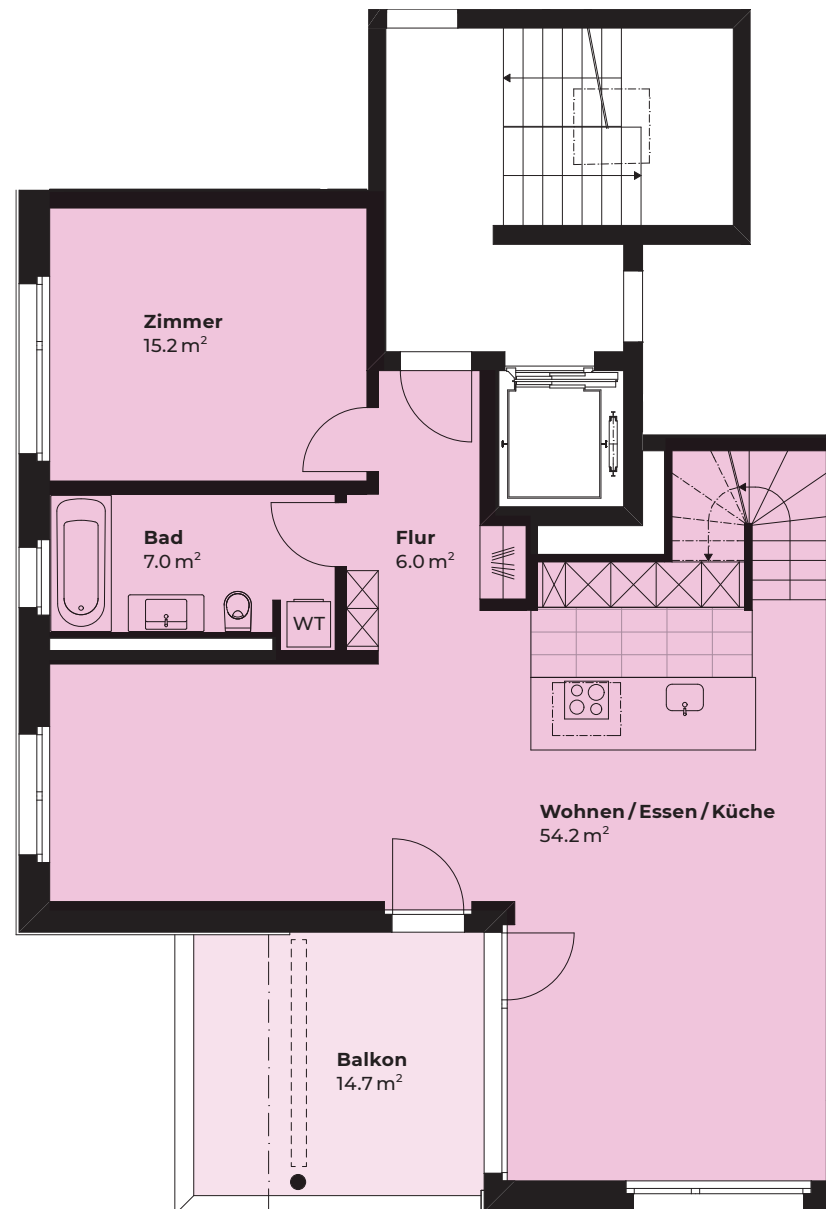 Zimmer
15.2 m²
Bad
7.0 m²
Flur
6.0 m²
WT
Wohnen / Essen / Küche
54.2 m²
Balkon
14.7 m²